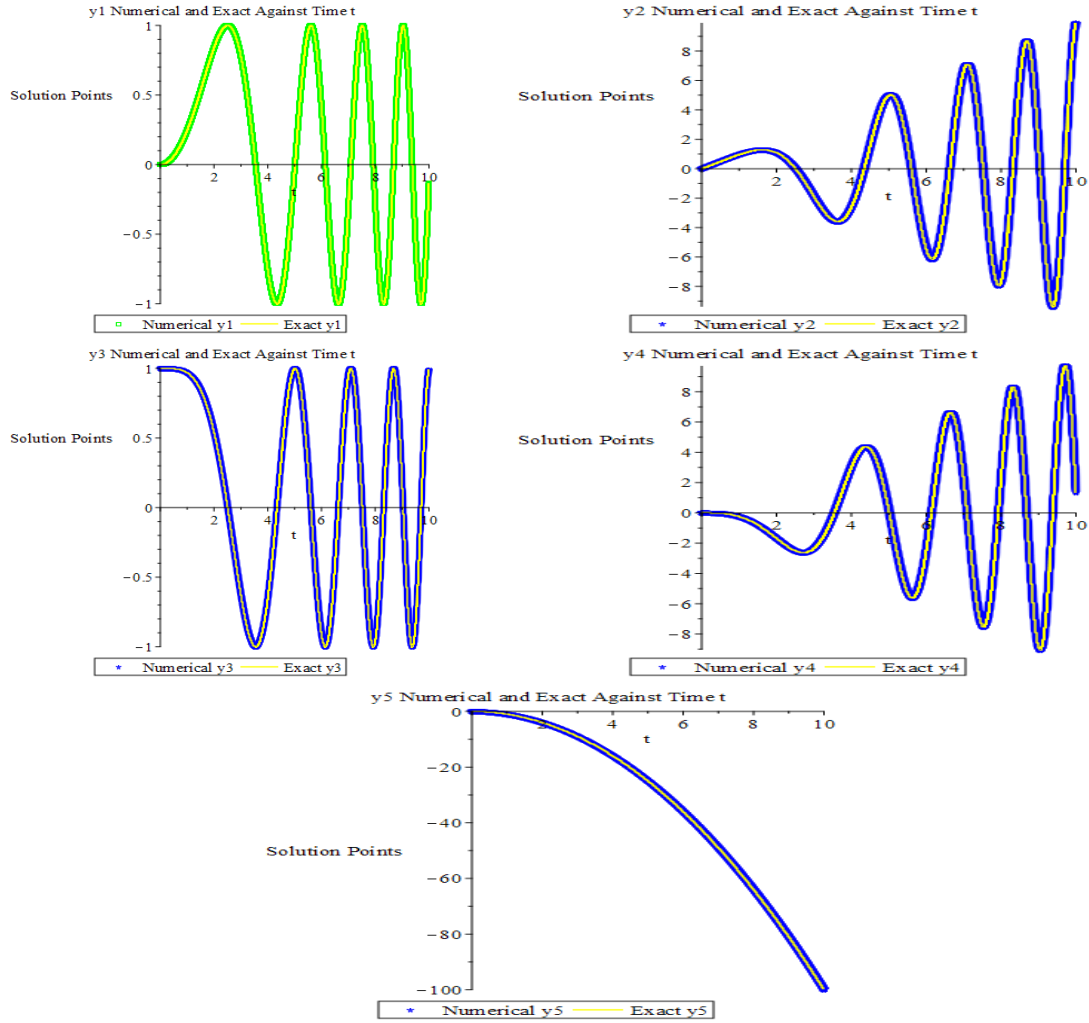 y1 Numerical and Exact Against Time t
Solution Points
1
0.5
0
−0.5
−1
2 4 6 8 10
t
Numerical y1 Exact y1
y2 Numerical and Exact Against Time t
Solution Points
8
6
4
2
0
−2
−4
−6
−8
2 4 6 8 10
t
Numerical y2 Exact y2
y3 Numerical and Exact Against Time t
Solution Points
1
0.5
0
−0.5
−1
2 4 6 8 10
t
Numerical y3 Exact y3
y4 Numerical and Exact Against Time t
Solution Points
8
6
4
2
0
−2
−4
−6
−8
2 4 6 8 10
t
Numerical y4 Exact y4
y5 Numerical and Exact Against Time t
Solution Points
0
−20
−40
−60
−80
−100
2 4 6 8 10
t
Numerical y5 Exact y5